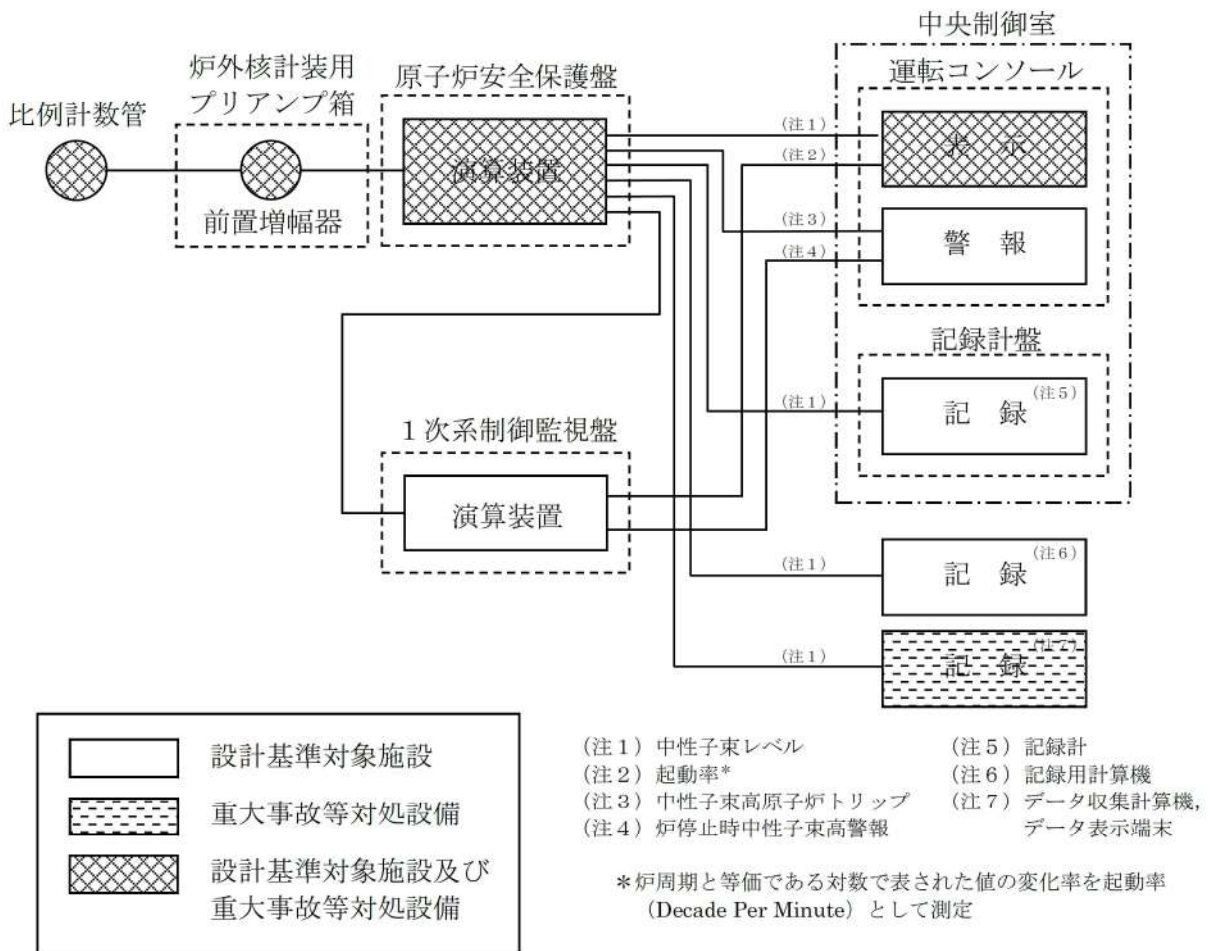 中央制御室
運転コンソール
炉外核計装用
プリアンプ箱
原子炉安全保護盤
比例計数管
(注1)
表　示
(注2)
演算装置
前置増幅器
(注3)
警　報
(注4)
記録計盤
(注5)
(注1)
記　録
1次系制御監視盤
演算装置
(注6)
(注1)
記　録
(注7)
(注1)
記　録
設計基準対象施設
重大事故等対処設備
設計基準対象施設及び
重大事故等対処設備
(注1) 中性子束レベル
(注2) 起動率*
(注3) 中性子束高原子炉トリップ
(注4) 炉停止時中性子束高警報
(注5) 記録計
(注6) 記録用計算機
(注7) データ収集計算機,
データ表示端末
*炉周期と等価である対数で表された値の変化率を起動率
(Decade Per Minute) として測定